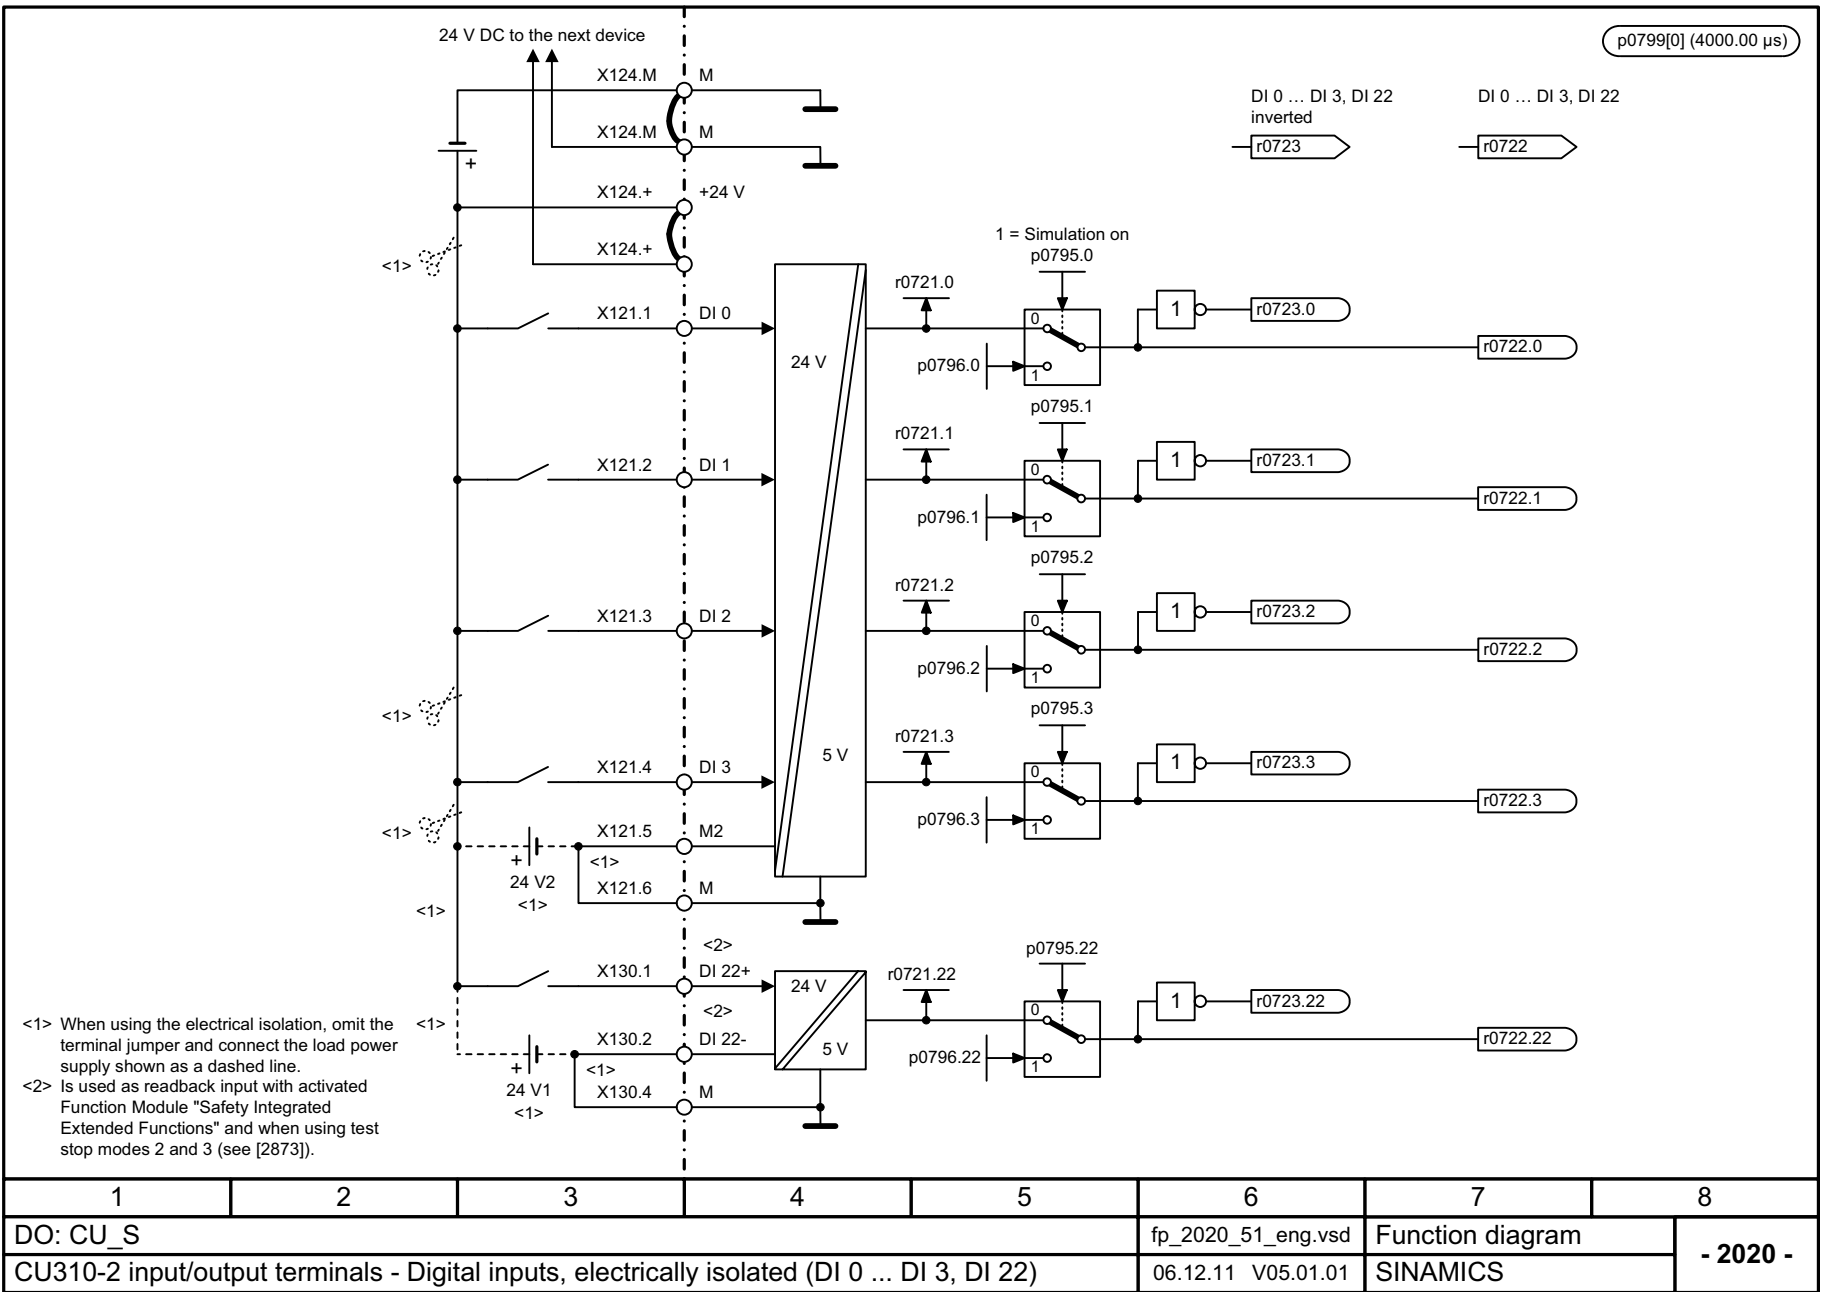 24 V DC to the next device
p0799[0] (4000.00 µs)
X124.M M
X124.M M
+
X124.+ +24 V
X124.+
<1>
DI 0 … DI 3, DI 22
inverted
r0723
DI 0 … DI 3, DI 22
r0722
1 = Simulation on
p0795.0
r0721.0
X121.1 DI 0
24 V
0
1
p0796.0
1
r0723.0
r0722.0
p0795.1
r0721.1
X121.2 DI 1
0
1
p0796.1
1
r0723.1
r0722.1
p0795.2
r0721.2
X121.3 DI 2
0
1
p0796.2
1
r0723.2
r0722.2
<1>
p0795.3
r0721.3
X121.4 DI 3
5 V
0
1
p0796.3
1
r0723.3
r0722.3
<1>
X121.5 M2
+
<1>
24 V2
<1>
X121.6 M
<1>
<2>
X130.1 DI 22+
<2>
24 V
5 V
p0795.22
r0721.22
0
1
p0796.22
1
r0723.22
r0722.22
<1>
X130.2 DI 22-
+
<1>
24 V1
<1>
X130.4 M
<1> When using the electrical isolation, omit the
terminal jumper and connect the load power
supply shown as a dashed line.
<2> Is used as readback input with activated
Function Module "Safety Integrated
Extended Functions" and when using test
stop modes 2 and 3 (see [2873]).
1 2 3 4 5 6 7 8
DO: CU_S
fp_2020_51_eng.vsd
Function diagram
- 2020 -
CU310-2 input/output terminals - Digital inputs, electrically isolated (DI 0 ... DI 3, DI 22)
06.12.11 V05.01.01
SINAMICS